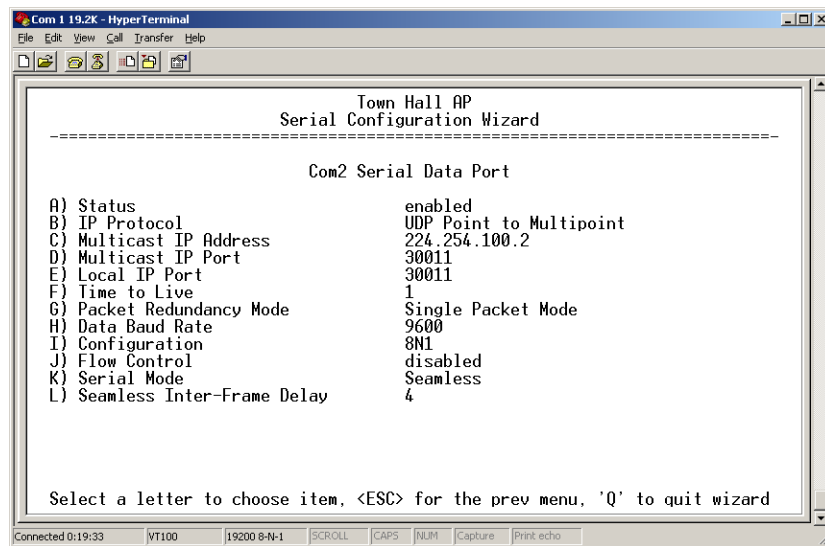 Com 1 19.2K - HyperTerminal
File Edit View Call Transfer Help
Town Hall AP
Serial Configuration Wizard
-==========================================================================-
Com2 Serial Data Port
A) Status enabled
B) IP Protocol UDP Point to Multipoint
C) Multicast IP Address 224.254.100.2
D) Multicast IP Port 30011
E) Local IP Port 30011
F) Time to Live 1
G) Packet Redundancy Mode Single Packet Mode
H) Data Baud Rate 9600
I) Configuration 8N1
J) Flow Control disabled
K) Serial Mode Seamless
L) Seamless Inter-Frame Delay 4
Select a letter to choose item, <ESC> for the prev menu, 'Q' to quit wizard
Connected 0:19:33 VT100 19200 8-N-1 SCROLL CAPS NUM Capture Print echo